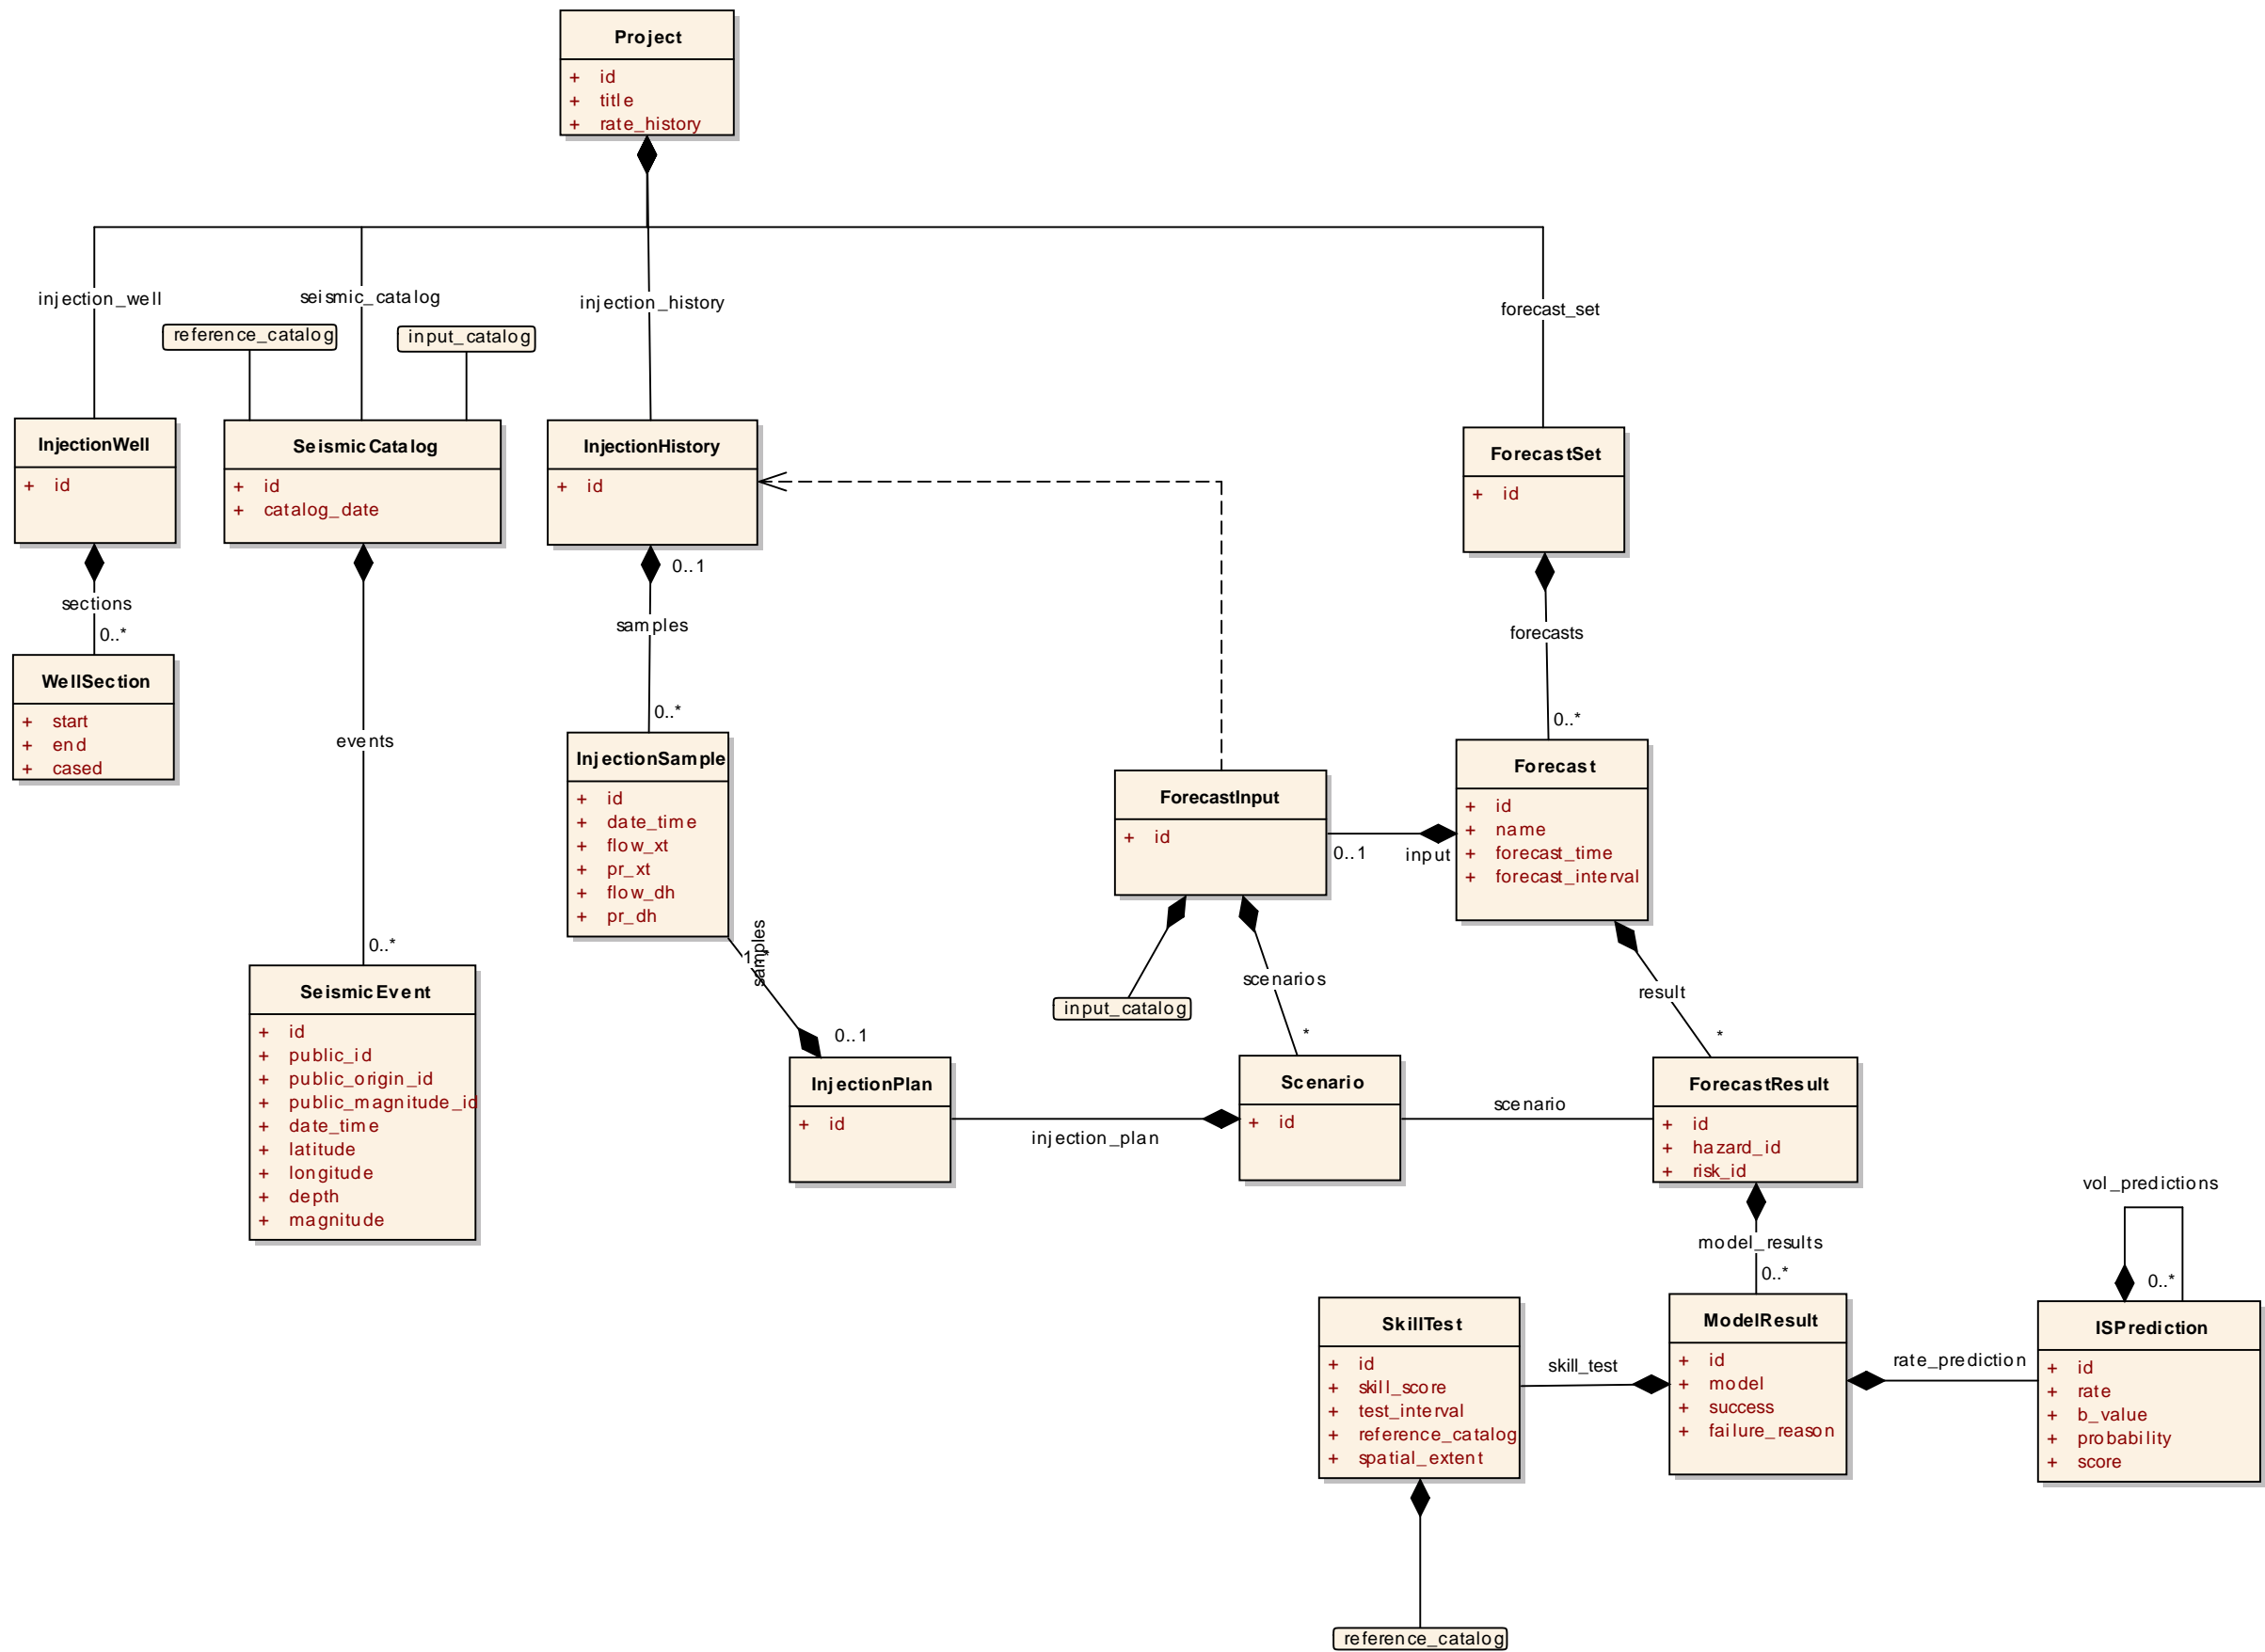 Project
+ id
+ title
+ rate_history
injection_well
seismic_catalog
injection_history
forecast_set
reference_catalog
input_catalog
InjectionWell
+ id
SeismicCatalog
+ id
+ catalog_date
InjectionHistory
+ id
ForecastSet
+ id
sections
0..*
0..1
samples
0..*
forecasts
0..*
WellSection
+ start
+ end
+ cased
events
0..*
InjectionSample
+ id
+ date_time
+ flow_xt
+ pr_xt
+ flow_dh
+ pr_dh
ForecastInput
+ id
0..1
input
Forecast
+ id
+ name
+ forecast_time
+ forecast_interval
samples
1..*
0..1
input_catalog
scenarios
*
result
*
SeismicEvent
+ id
+ public_id
+ public_origin_id
+ public_magnitude_id
+ date_time
+ latitude
+ longitude
+ depth
+ magnitude
InjectionPlan
+ id
injection_plan
Scenario
+ id
scenario
ForecastResult
+ id
+ hazard_id
+ risk_id
model_results
0..*
vol_predictions
0..*
SkillTest
+ id
+ skill_score
+ test_interval
+ reference_catalog
+ spatial_extent
skill_test
ModelResult
+ id
+ model
+ success
+ failure_reason
rate_prediction
ISPrediction
+ id
+ rate
+ b_value
+ probability
+ score
reference_catalog